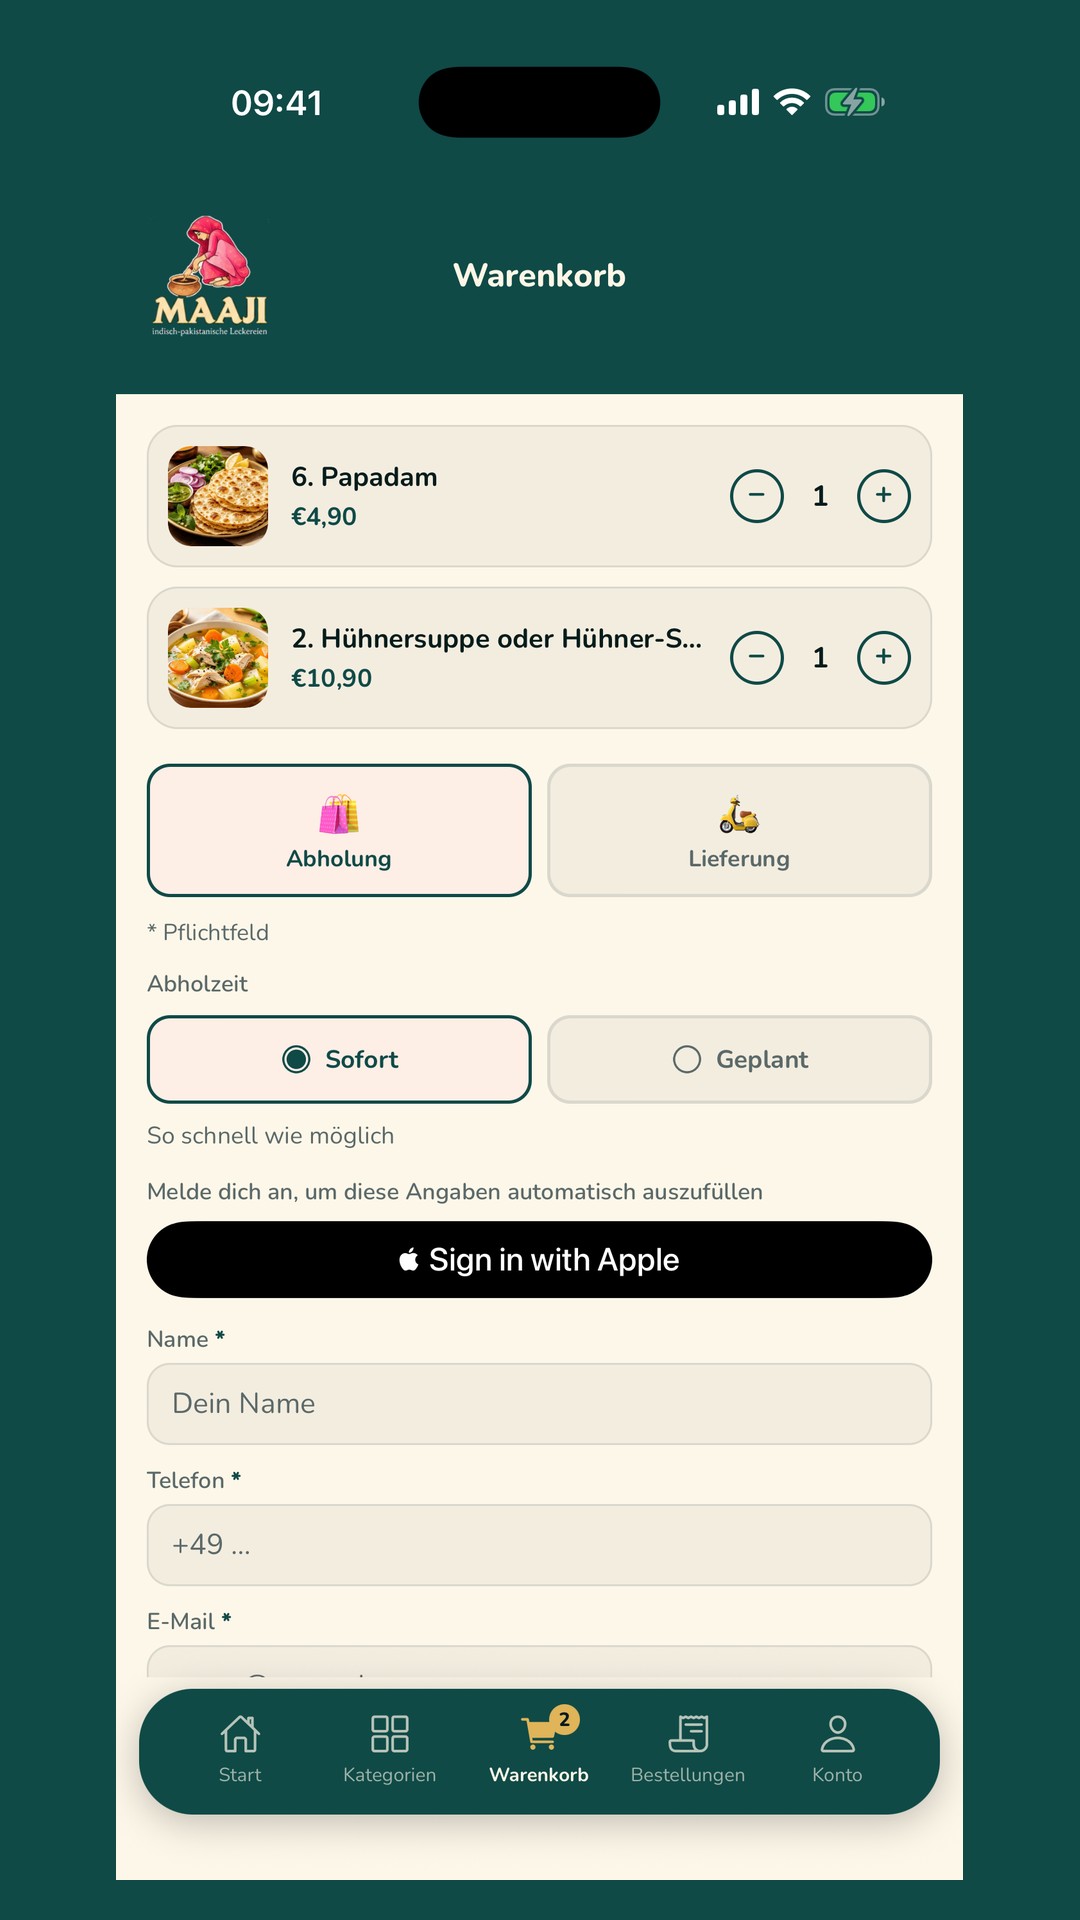 09:41
MAAJI
indisch-pakistanische Leckereien
Warenkorb
6. Papadam
€4,90
− 1 +
2. Hühnersuppe oder Hühner-S...
€10,90
− 1 +
Abholung
Lieferung
* Pflichtfeld
Abholzeit
Sofort
Geplant
So schnell wie möglich
Melde dich an, um diese Angaben automatisch auszufüllen
Sign in with Apple
Name *
Dein Name
Telefon *
+49 ...
E-Mail *
2
Start
Kategorien
Warenkorb
Bestellungen
Konto